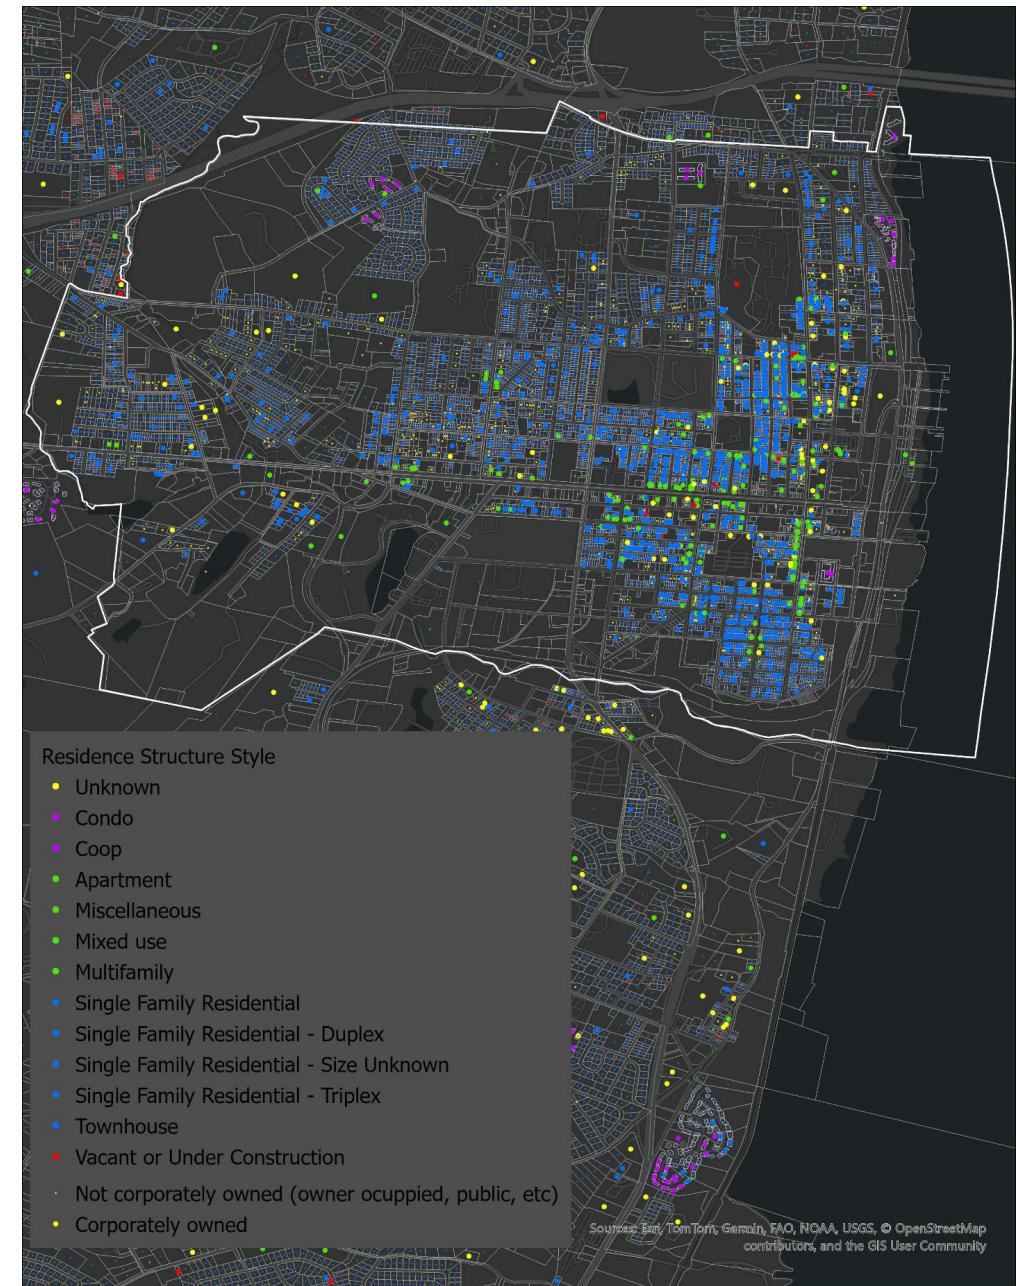 Residence Structure Style
Unknown
Condo
Coop
Apartment
Miscellaneous
Mixed use
Multifamily
Single Family Residential
Single Family Residential - Duplex
Single Family Residential - Size Unknown
Single Family Residential - Triplex
Townhouse
Vacant or Under Construction
Not corporately owned (owner ocuppied, public, etc)
Corporately owned
Sources: Esri, TomTom, Garmin, FAO, NOAA, USGS, © OpenStreetMap
contributors, and the GIS User Community